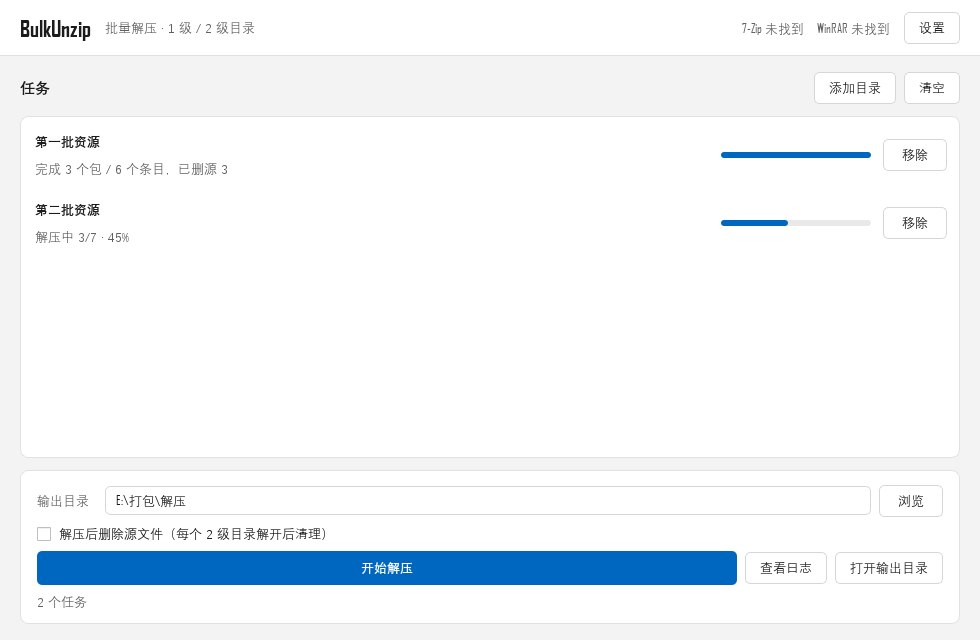 BulkUnzip 批量解压 · 1 级 / 2 级目录 7-Zip 未找到 WinRAR 未找到 设置
任务 添加目录 清空
第一批资源
完成 3 个包 / 6 个条目，已删源 3 移除
第二批资源
解压中 3/7 · 45% 移除
输出目录 E:\打包\解压 浏览
解压后删除源文件（每个 2 级目录解开后清理）
开始解压 查看日志 打开输出目录
2 个任务